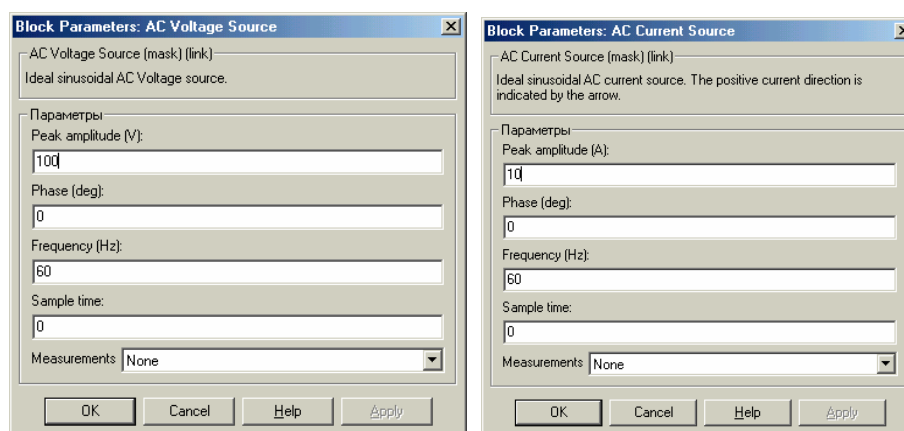 Block Parameters: AC Voltage Source
AC Voltage Source (mask) (link)
Ideal sinusoidal AC Voltage source.
Параметры
Peak amplitude (V):
100
Phase (deg):
0
Frequency (Hz):
60
Sample time:
0
Measurements None
OK Cancel Help Apply
Block Parameters: AC Current Source
AC Current Source (mask) (link)
Ideal sinusoidal AC current source. The positive current direction is
indicated by the arrow.
Параметры
Peak amplitude (A):
10
Phase (deg):
0
Frequency (Hz):
60
Sample time:
0
Measurements None
OK Cancel Help Apply